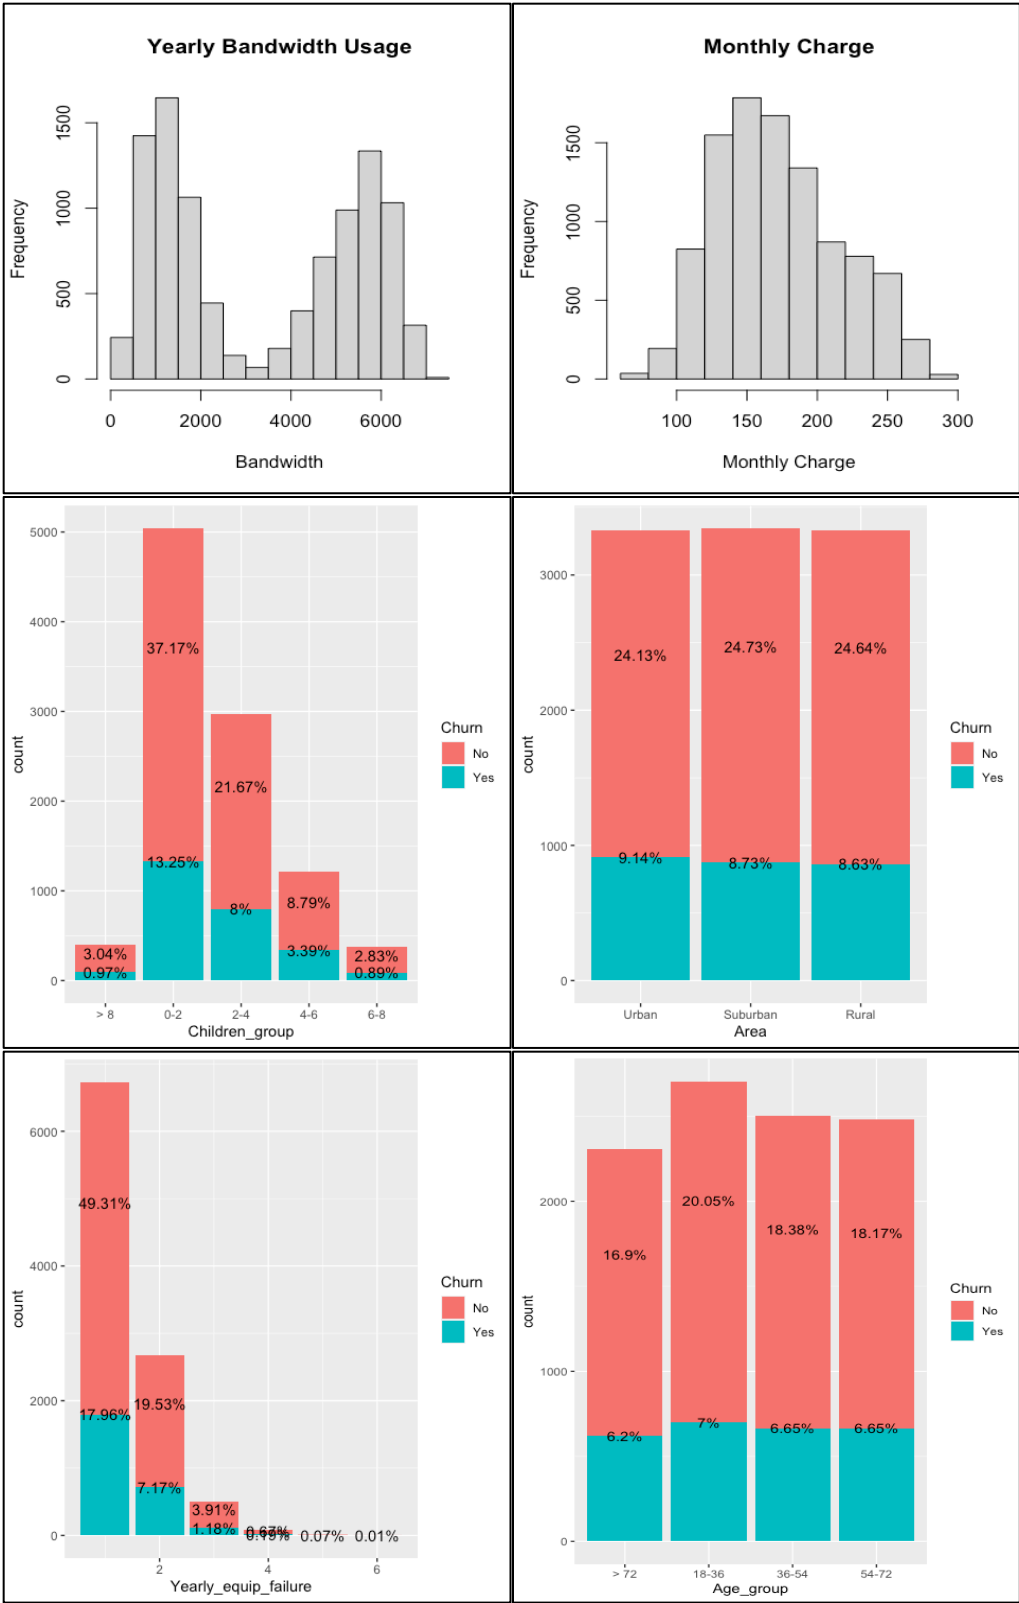 Yearly Bandwidth Usage
Frequency
0
500
1000
1500
0 2000 4000 6000
Bandwidth
Monthly Charge
Frequency
0
500
1000
1500
100 150 200 250 300
Monthly Charge
5000
4000
3000
2000
1000
0
count
37.17%
21.67%
13.25%
8%
8.79%
3.39%
3.04%
0.97%
2.83%
0.89%
> 8 0-2 2-4 4-6 6-8
Children_group
Churn
No
Yes
3000
2000
1000
0
count
24.13% 24.73% 24.64%
9.14% 8.73% 8.63%
Urban Suburban Rural
Area
Churn
No
Yes
6000
4000
2000
0
count
49.31%
17.96%
19.53%
7.17%
3.91%
1.18%
0.67%
0.19%
0.07%
0.01%
2 4 6
Yearly_equip_failure
Churn
No
Yes
2000
1000
0
count
16.9% 20.05% 18.38% 18.17%
6.2% 7% 6.65% 6.65%
> 72 18-36 36-54 54-72
Age_group
Churn
No
Yes